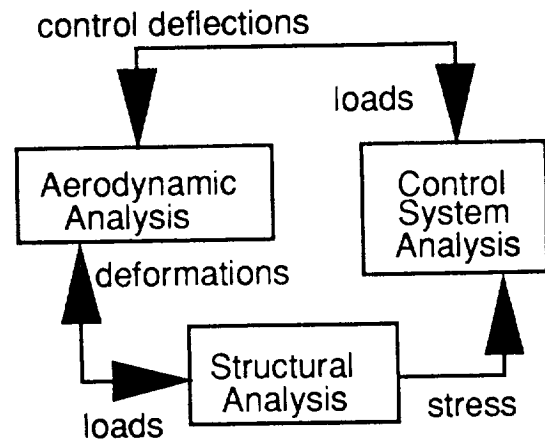 control deflections
loads
Aerodynamic
Analysis
Control
System
Analysis
deformations
Structural
Analysis
loads
stress